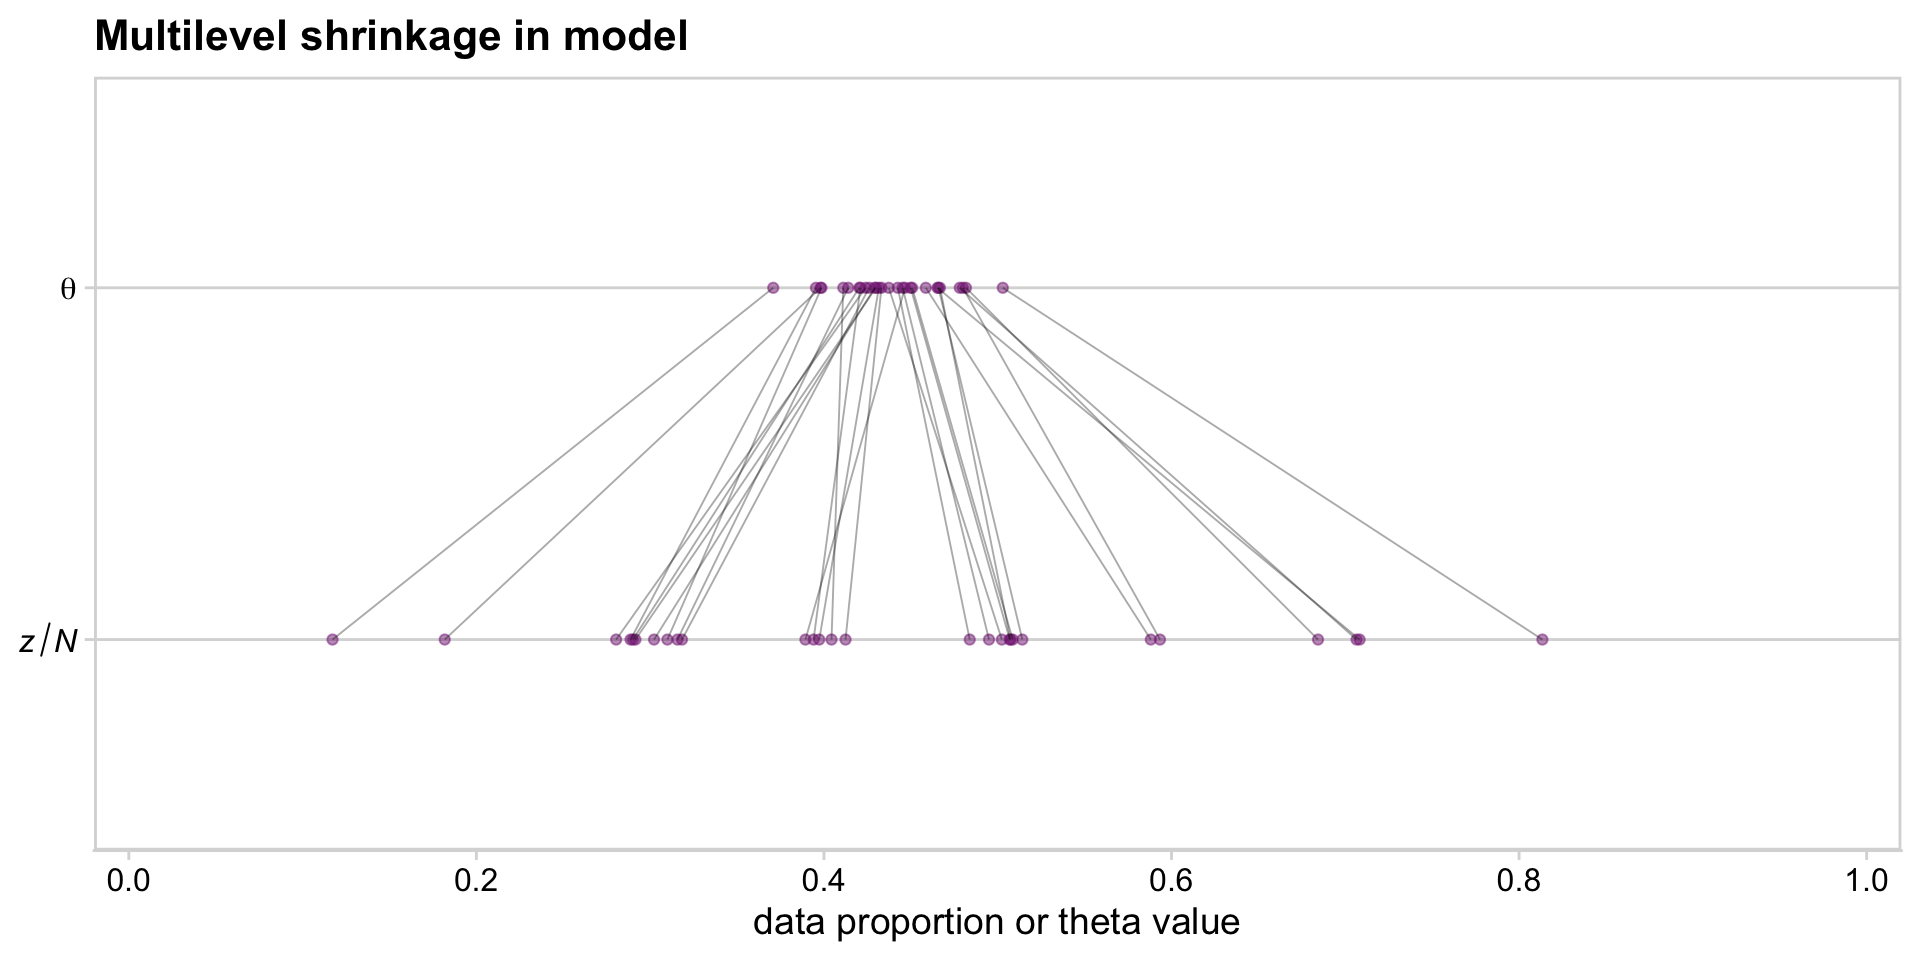 Multilevel shrinkage in model
θ
z/N
0.0 0.2 0.4 0.6 0.8 1.0
data proportion or theta value